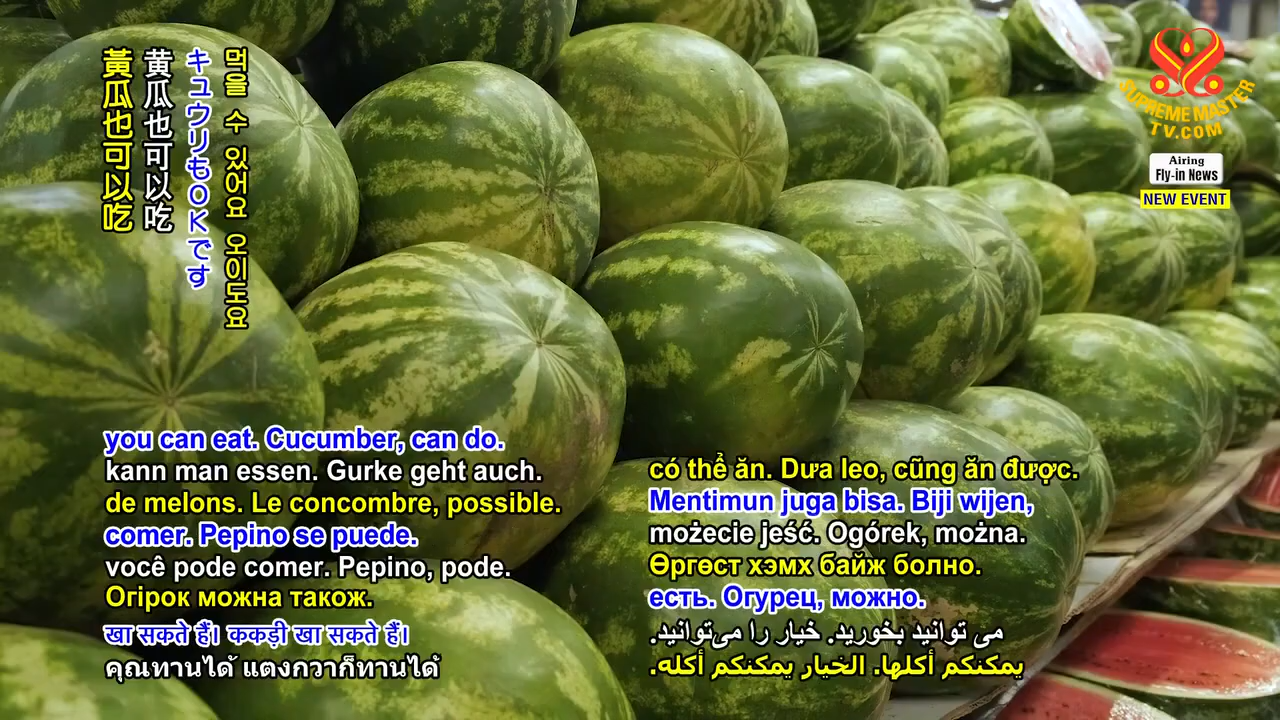 黃瓜也可以吃
黄瓜也可以吃
キュウリもOKです
먹을 수 있어요 오이도요
SUPREME MASTER
TV.COM
Airing
Fly-in News
NEW EVENT
you can eat. Cucumber, can do.
kann man essen. Gurke geht auch.
de melons. Le concombre, possible.
comer. Pepino se puede.
você pode comer. Pepino, pode.
Огірок можна також.
खा सकते हैं। ककड़ी खा सकते हैं।
คุณทานได้ แตงกวาก็ทานได้
có thể ăn. Dưa leo, cũng ăn được.
Mentimun juga bisa. Biji wijen,
możecie jeść. Ogórek, można.
Өргөст хэмх байж болно.
есть. Огурец, можно.
می توانید بخورید. خیار را می‌توانید.
يمكنكم أكلها. الخيار يمكنكم أكله.